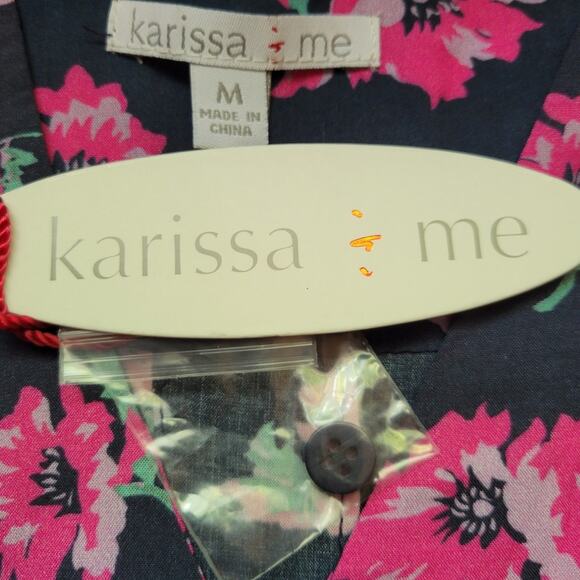 karissa & me
M
MADE IN
CHINA
karissa & me